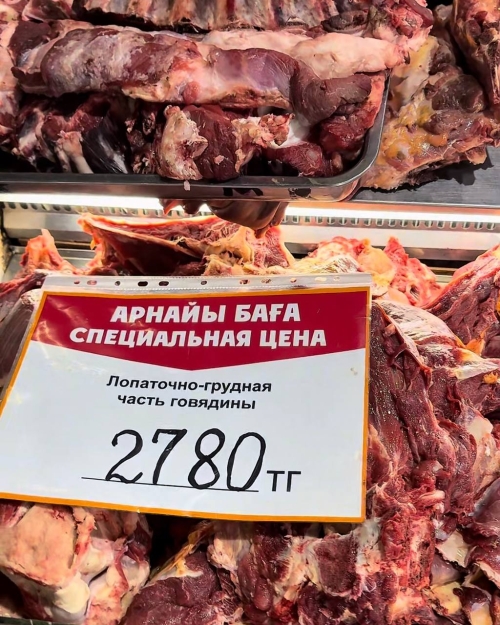 АРНАЙЫ БАҒА
СПЕЦИАЛЬНАЯ ЦЕНА
Лопаточно-грудная
часть говядины
2780 тг